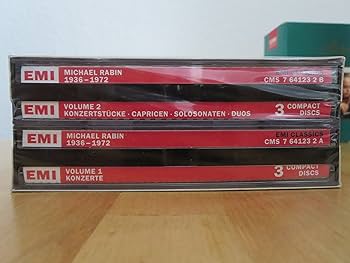 EMI MICHAEL RABIN
1936–1972 CMS 7 64123 2 B
EMI VOLUME 2 3 COMPACT
KONZERTSTÜCKE · CAPRICEN · SOLOSONATEN · DUOS DISCS
EMI MICHAEL RABIN EMI CLASSICS
1936–1972 CMS 7 64123 2 A
EMI VOLUME 1 3 COMPACT
KONZERTE DISCS